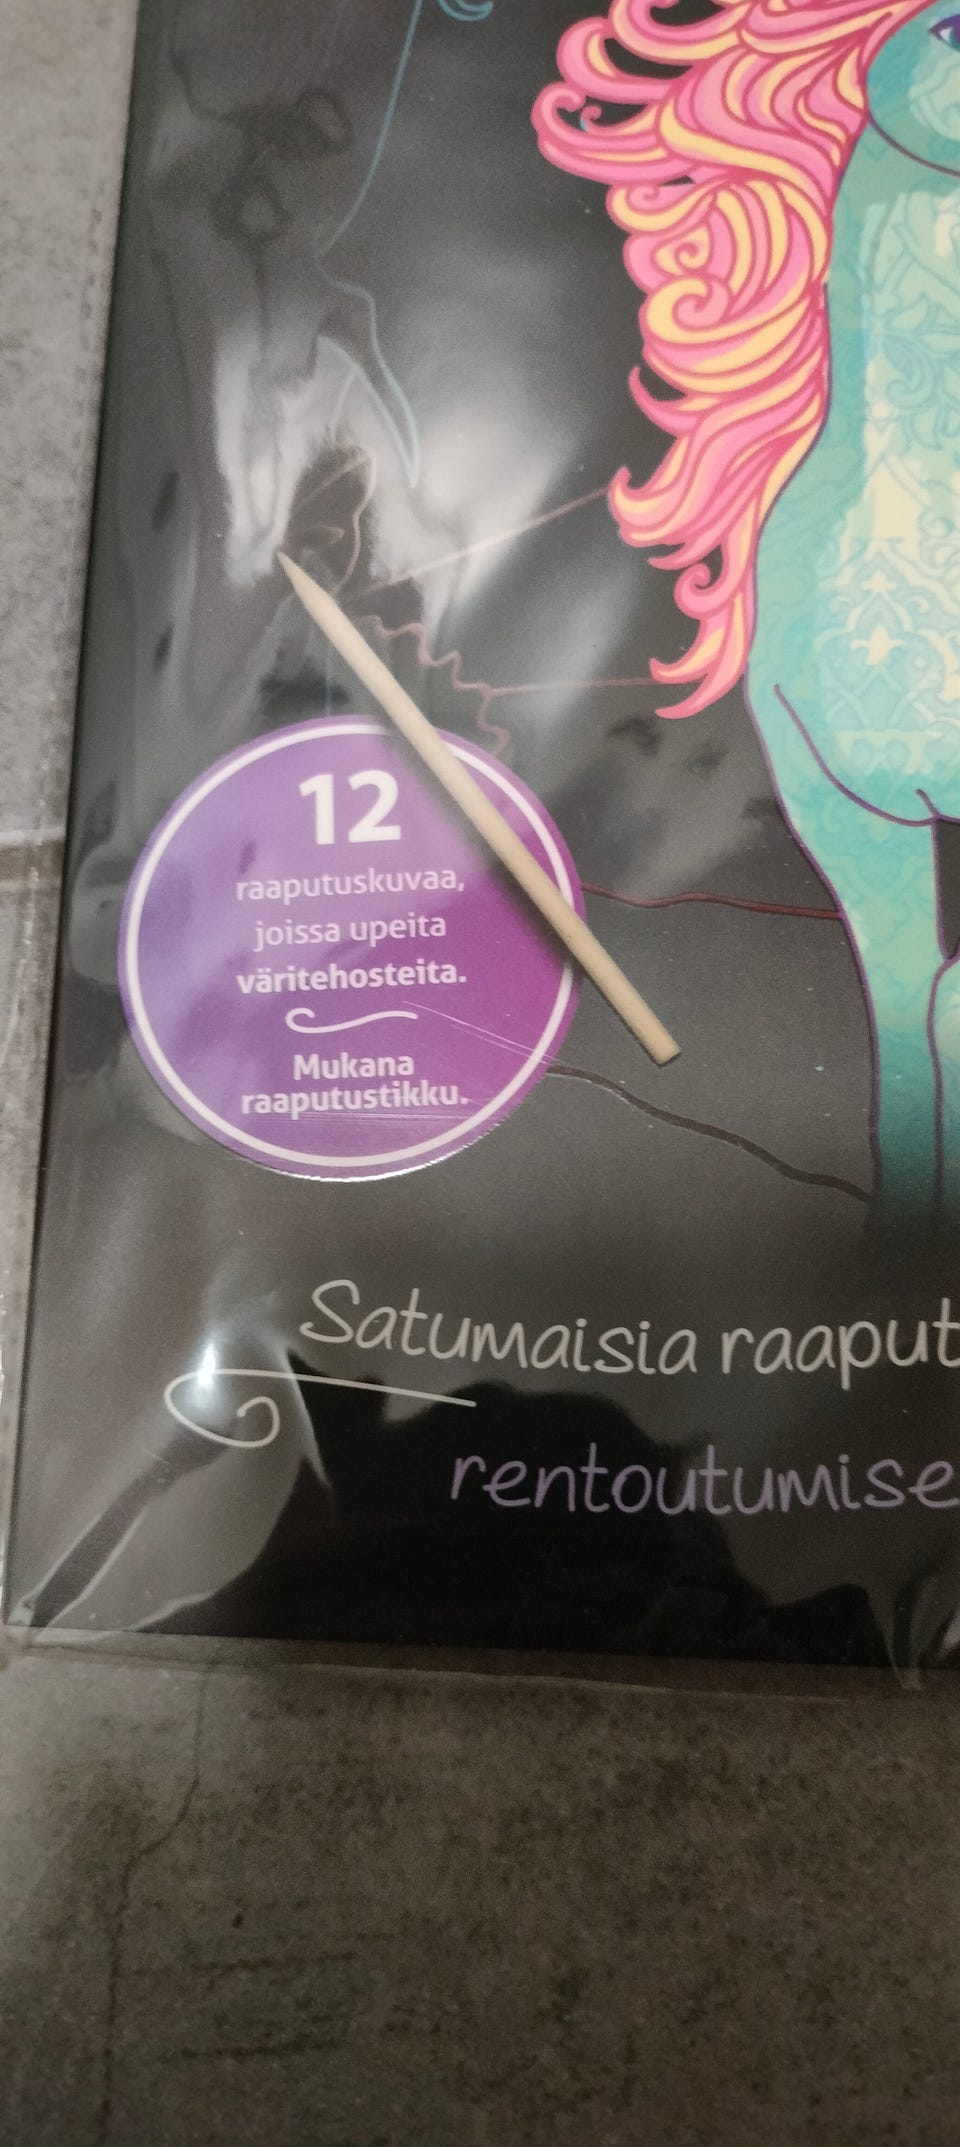 12
raaputuskuvaa,
joissa upeita
väritehosteita.
Mukana
raaputustikku.
Satumaisia raaput
rentoutumise